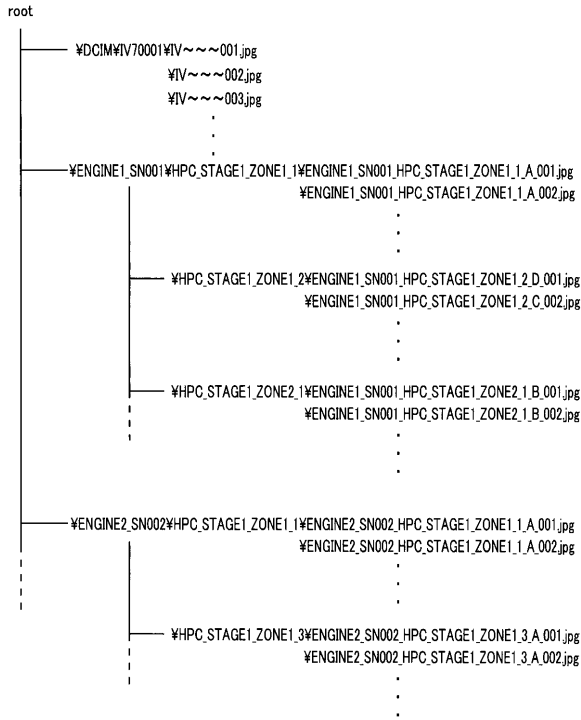 root
¥DCIM¥IV70001¥IV~~~001.jpg
¥IV~~~002.jpg
¥IV~~~003.jpg
¥ENGINE1_SN001¥HPC_STAGE1_ZONE1_1¥ENGINE1_SN001_HPC_STAGE1_ZONE1_1_A_001.jpg
¥ENGINE1_SN001_HPC_STAGE1_ZONE1_1_A_002.jpg
¥HPC_STAGE1_ZONE1_2¥ENGINE1_SN001_HPC_STAGE1_ZONE1_2_D_001.jpg
¥ENGINE1_SN001_HPC_STAGE1_ZONE1_2_C_002.jpg
¥HPC_STAGE1_ZONE2_1¥ENGINE1_SN001_HPC_STAGE1_ZONE2_1_B_001.jpg
¥ENGINE1_SN001_HPC_STAGE1_ZONE2_1_B_002.jpg
¥ENGINE2_SN002¥HPC_STAGE1_ZONE1_1¥ENGINE2_SN002_HPC_STAGE1_ZONE1_1_A_001.jpg
¥ENGINE2_SN002_HPC_STAGE1_ZONE1_1_A_002.jpg
¥HPC_STAGE1_ZONE1_3¥ENGINE2_SN002_HPC_STAGE1_ZONE1_3_A_001.jpg
¥ENGINE2_SN002_HPC_STAGE1_ZONE1_3_A_002.jpg